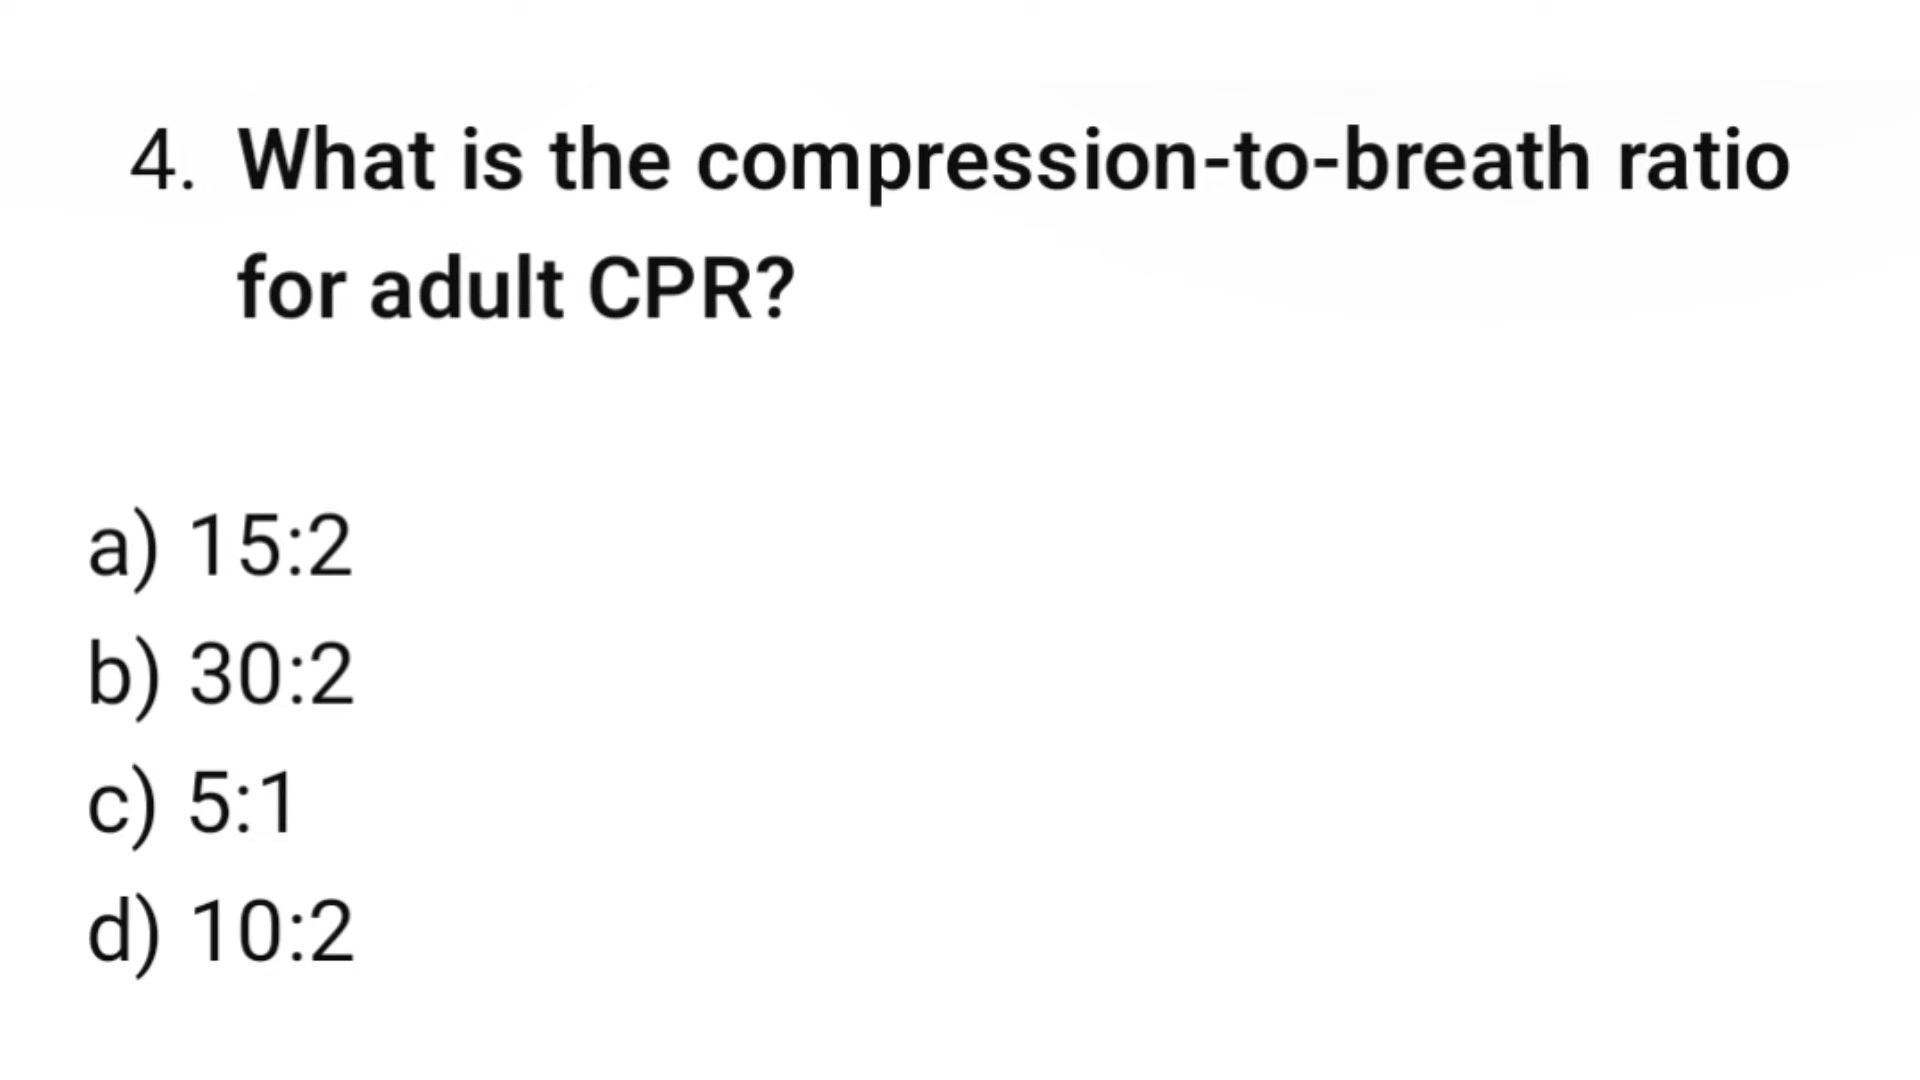 4. What is the compression-to-breath ratio
for adult CPR?
a) 15:2
b) 30:2
c) 5:1
d) 10:2